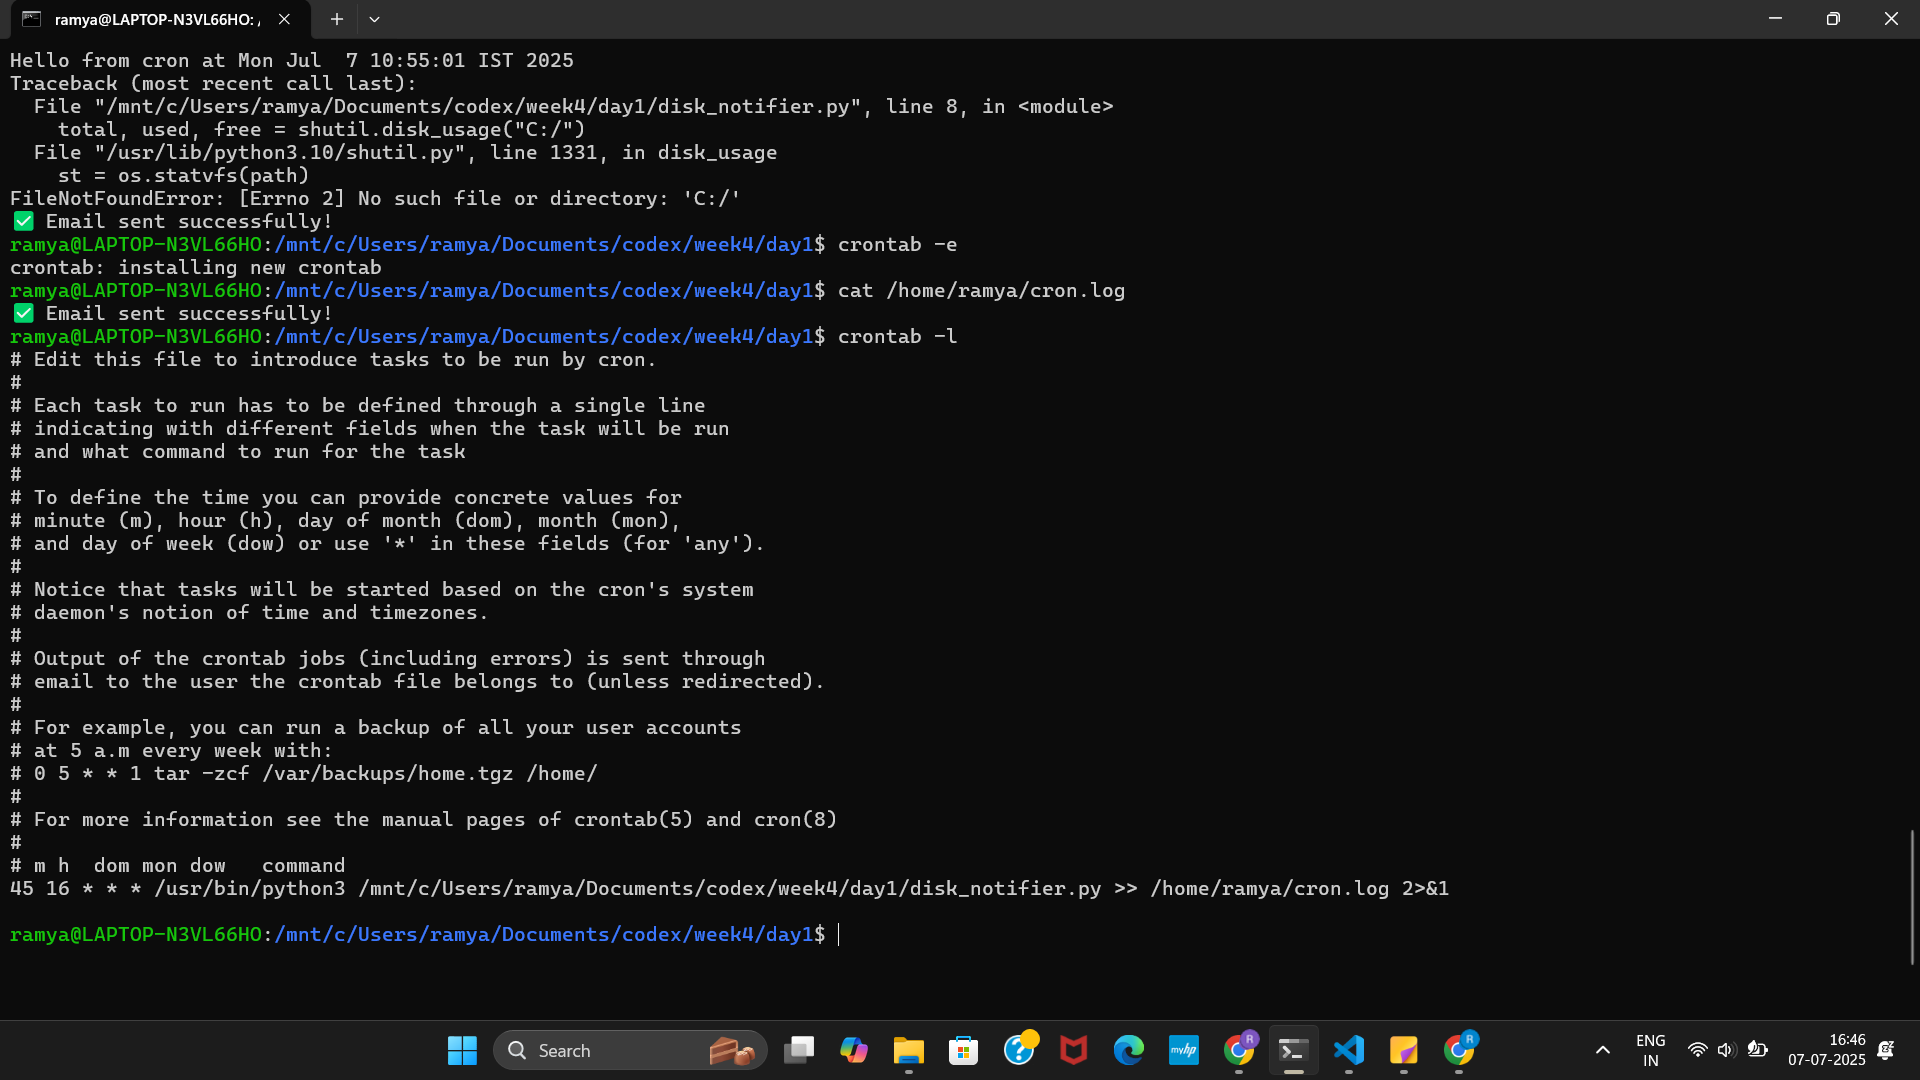 ramya@LAPTOP-N3VL66HO: /
Hello from cron at Mon Jul  7 10:55:01 IST 2025
Traceback (most recent call last):
  File "/mnt/c/Users/ramya/Documents/codex/week4/day1/disk_notifier.py", line 8, in <module>
    total, used, free = shutil.disk_usage("C:/")
  File "/usr/lib/python3.10/shutil.py", line 1331, in disk_usage
    st = os.statvfs(path)
FileNotFoundError: [Errno 2] No such file or directory: 'C:/'
✅ Email sent successfully!
ramya@LAPTOP-N3VL66HO:/mnt/c/Users/ramya/Documents/codex/week4/day1$ crontab -e
crontab: installing new crontab
ramya@LAPTOP-N3VL66HO:/mnt/c/Users/ramya/Documents/codex/week4/day1$ cat /home/ramya/cron.log
✅ Email sent successfully!
ramya@LAPTOP-N3VL66HO:/mnt/c/Users/ramya/Documents/codex/week4/day1$ crontab -l
# Edit this file to introduce tasks to be run by cron.
#
# Each task to run has to be defined through a single line
# indicating with different fields when the task will be run
# and what command to run for the task
#
# To define the time you can provide concrete values for
# minute (m), hour (h), day of month (dom), month (mon),
# and day of week (dow) or use '*' in these fields (for 'any').
#
# Notice that tasks will be started based on the cron's system
# daemon's notion of time and timezones.
#
# Output of the crontab jobs (including errors) is sent through
# email to the user the crontab file belongs to (unless redirected).
#
# For example, you can run a backup of all your user accounts
# at 5 a.m every week with:
# 0 5 * * 1 tar -zcf /var/backups/home.tgz /home/
#
# For more information see the manual pages of crontab(5) and cron(8)
#
# m h  dom mon dow   command
45 16 * * * /usr/bin/python3 /mnt/c/Users/ramya/Documents/codex/week4/day1/disk_notifier.py >> /home/ramya/cron.log 2>&1
ramya@LAPTOP-N3VL66HO:/mnt/c/Users/ramya/Documents/codex/week4/day1$
Search
myhp
R
R
ENG
IN
16:46
07-07-2025